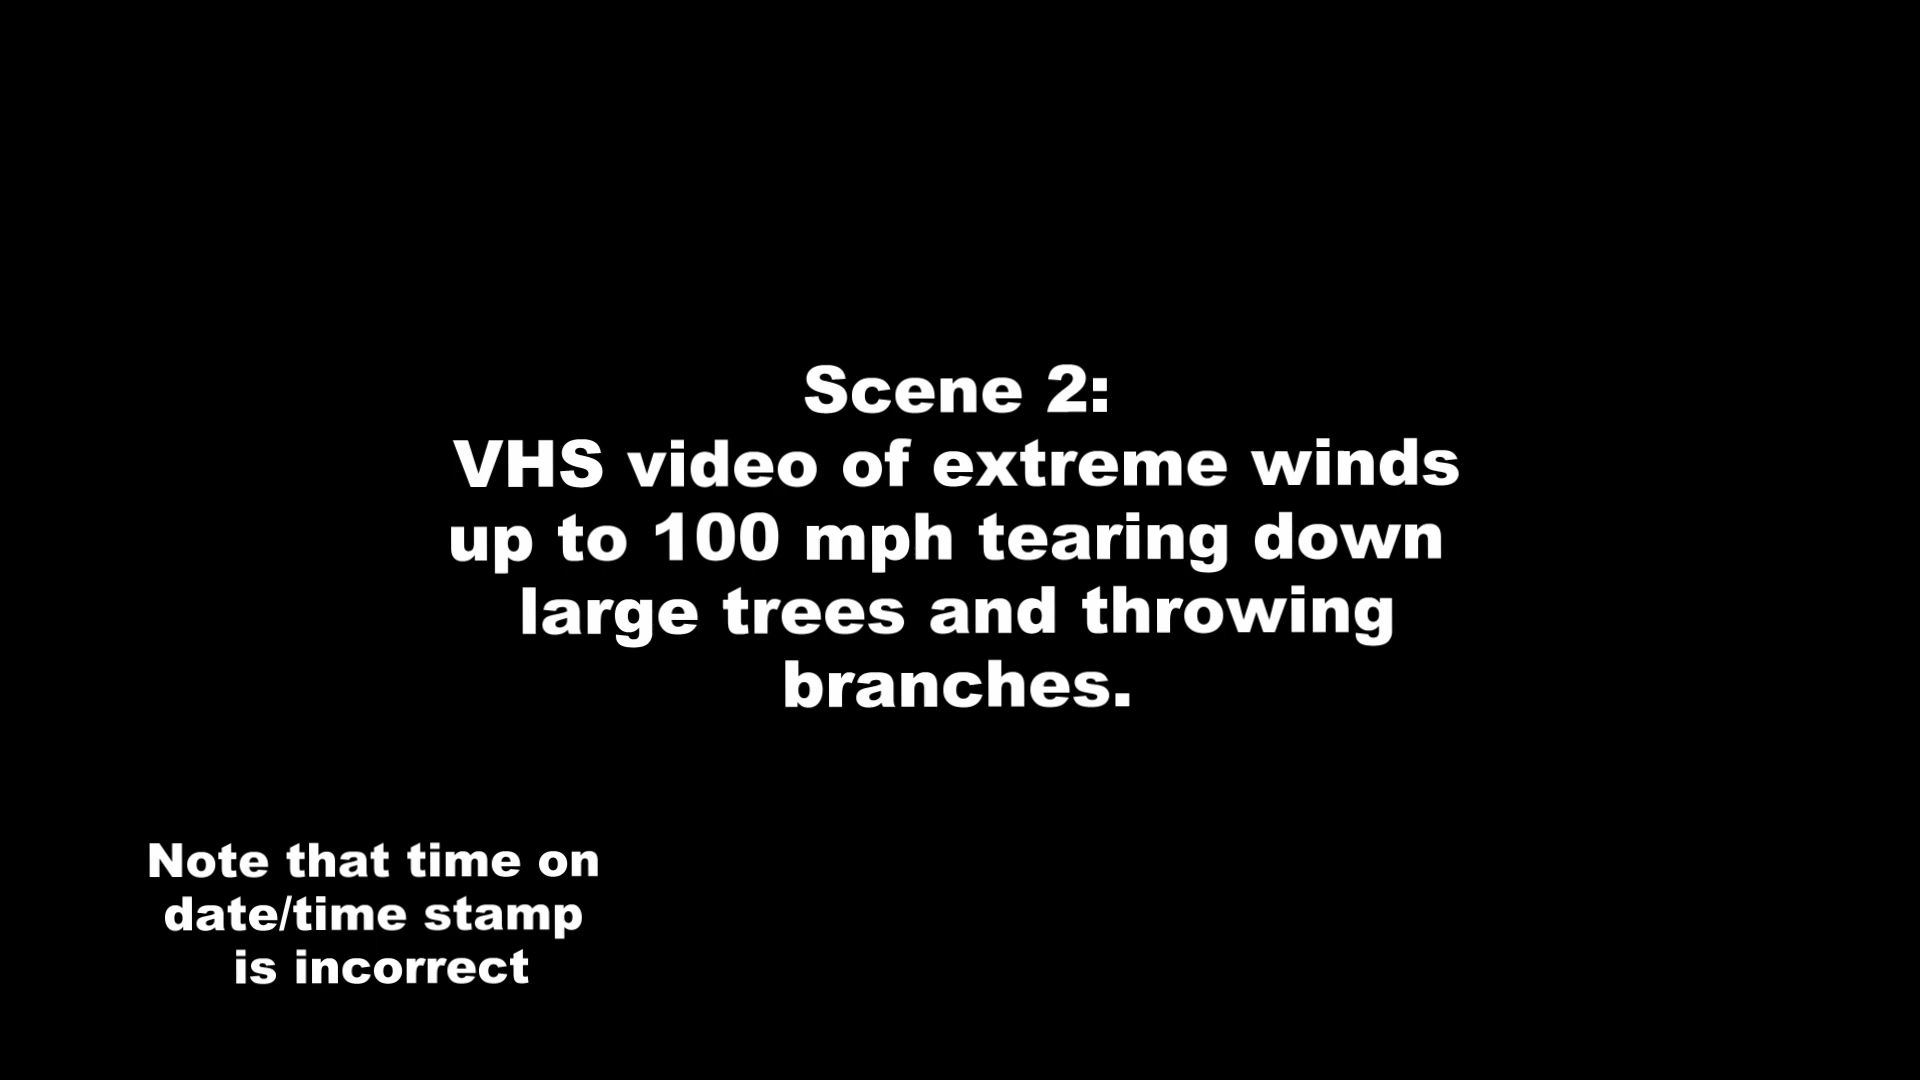 Scene 2:
VHS video of extreme winds
up to 100 mph tearing down
large trees and throwing
branches.
Note that time on
date/time stamp
is incorrect